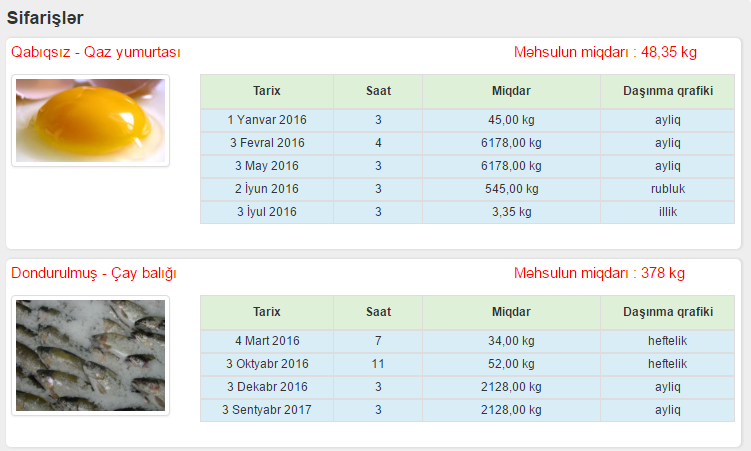 Sifarişlər
Qabıqsız - Qaz yumurtası Məhsulun miqdarı : 48,35 kg
Tarix Saat Miqdar Daşınma qrafiki
1 Yanvar 2016 3 45,00 kg ayliq
3 Fevral 2016 4 6178,00 kg ayliq
3 May 2016 3 6178,00 kg ayliq
2 İyun 2016 3 545,00 kg rubluk
3 İyul 2016 3 3,35 kg illik
Dondurulmuş - Çay balığı Məhsulun miqdarı : 378 kg
Tarix Saat Miqdar Daşınma qrafiki
4 Mart 2016 7 34,00 kg heftelik
3 Oktyabr 2016 11 52,00 kg heftelik
3 Dekabr 2016 3 2128,00 kg ayliq
3 Sentyabr 2017 3 2128,00 kg ayliq